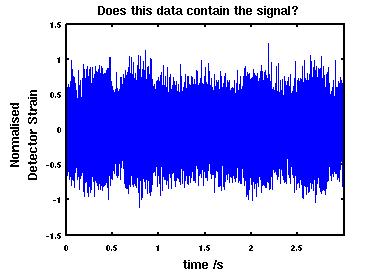 Does this data contain the signal?
Normalised
Detector Strain
1.5
1
0.5
0
-0.5
-1
-1.5
0 0.5 1 1.5 2 2.5
time /s